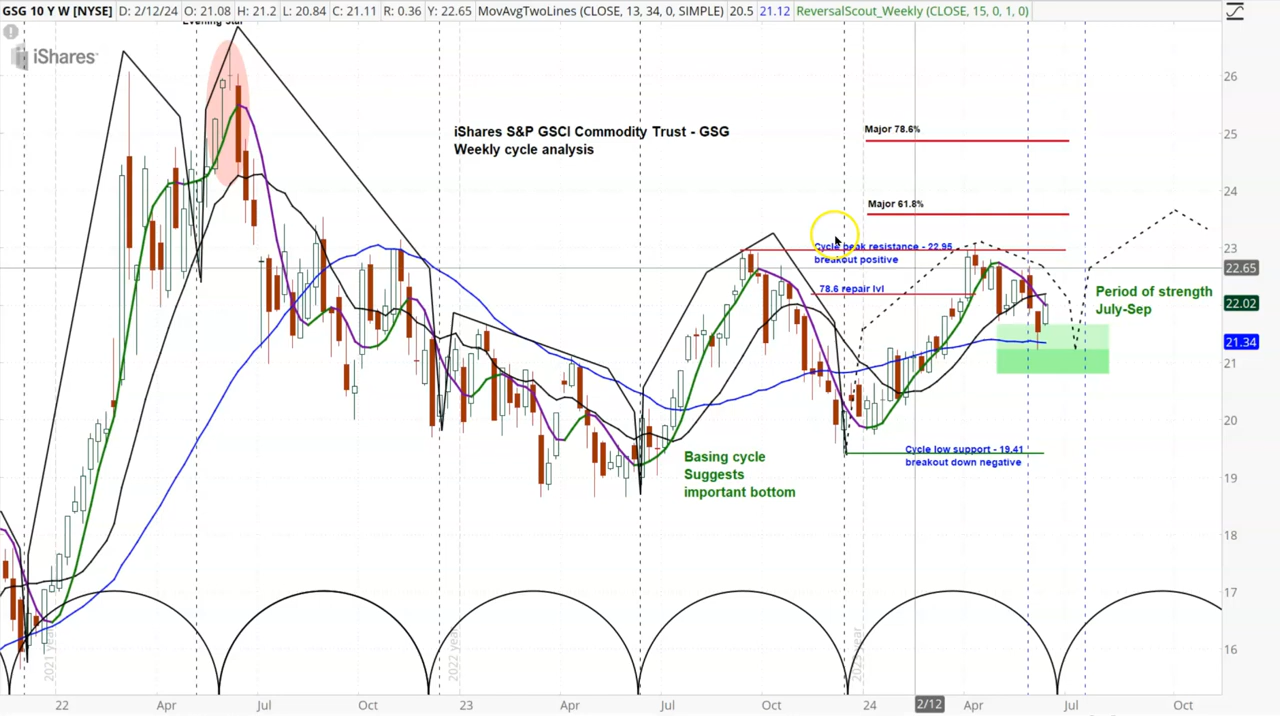 GSG 10 Y W [NYSE] D: 2/12/24 O: 21.08 H: 21.2 L: 20.84 C: 21.11 R: 0.36 Y: 22.65 MovAvgTwoLines (CLOSE, 13, 34, 0, SIMPLE) 20.5 21.12 ReversalScout_Weekly (CLOSE, 15, 0, 1, 0)
Evening Star
iShares
iShares S&P GSCI Commodity Trust - GSG
Weekly cycle analysis
Major 78.6%
Major 61.8%
Cycle peak resistance - 22.95
breakout positive
78.6 repair lvl
Period of strength
July-Sep
Cycle low support - 19.41
breakout down negative
Basing cycle
Suggests
important bottom
26
25
24
23
22.65
22.02
21.34
21
20
19
18
17
16
2021 year
2022 year
22 Apr Jul Oct 23 Apr Jul Oct 24 2/12 Apr Jul Oct